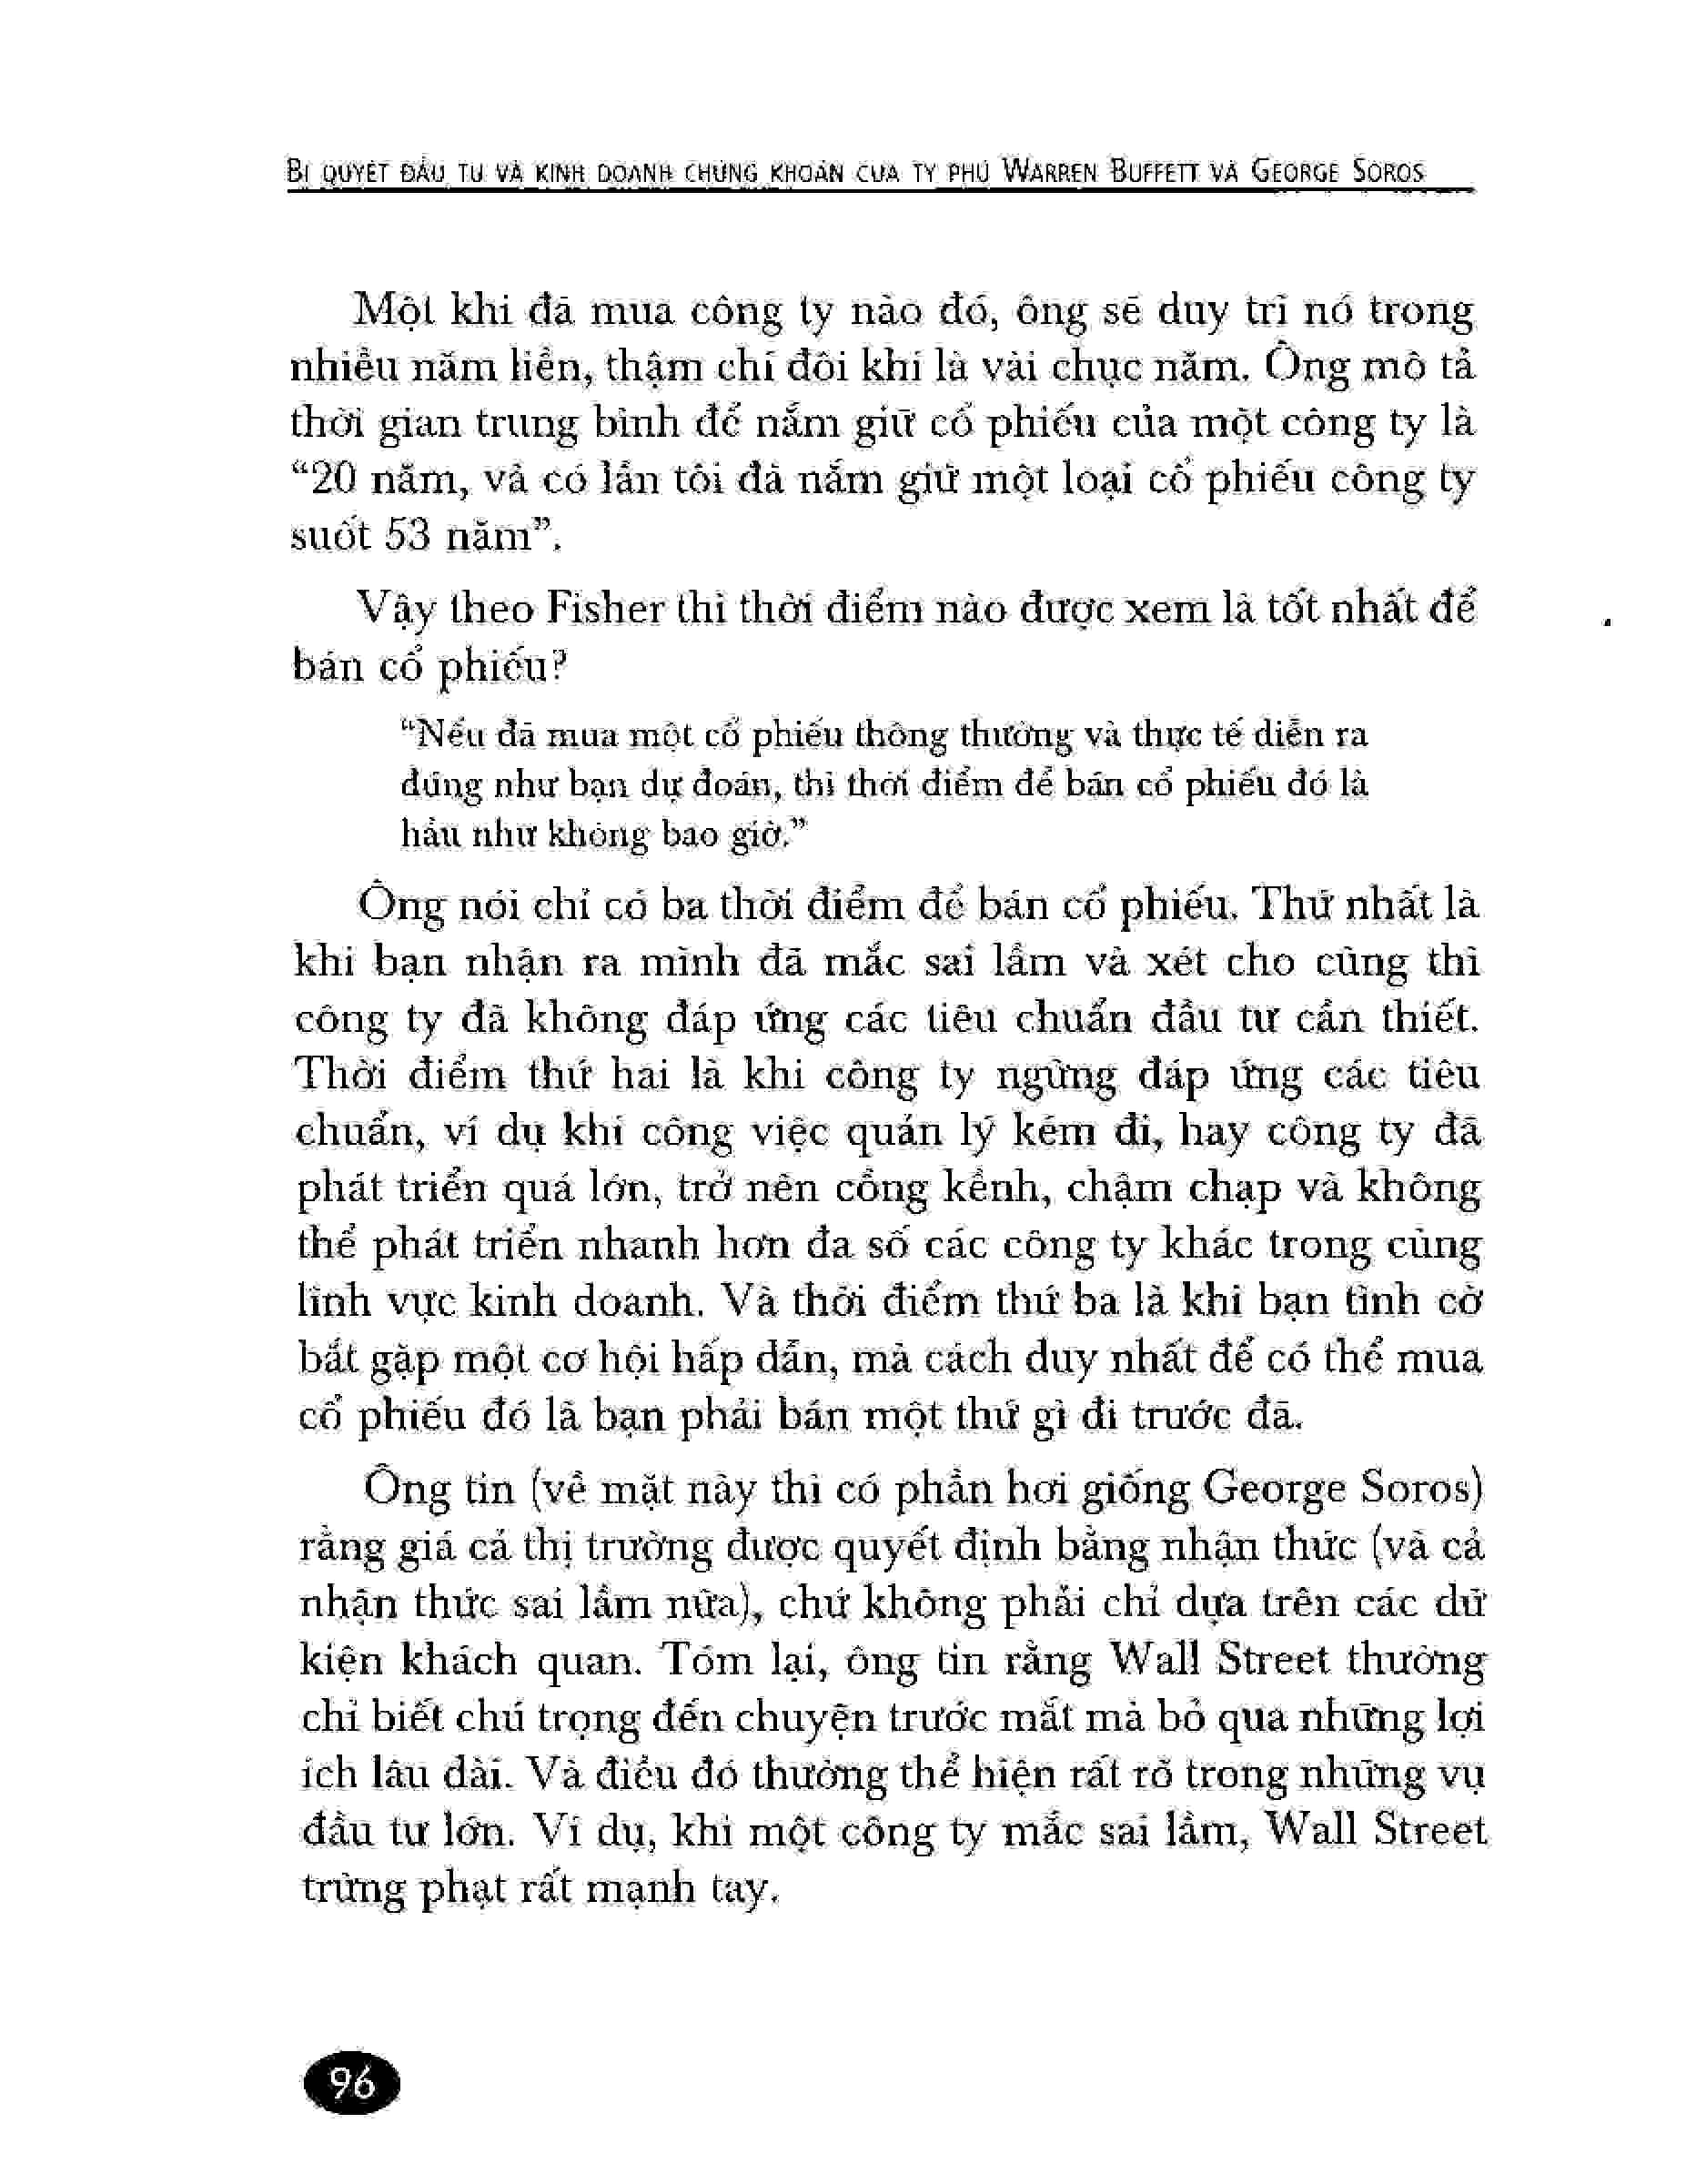 BÍ QUYẾT ĐẦU TƯ VÀ KINH DOANH CHỨNG KHOÁN CỦA TỶ PHÚ WARREN BUFFETT VÀ GEORGE SOROS
Một khi đã mua công ty nào đó, ông sẽ duy trì nó trong
nhiều năm liền, thậm chí đôi khi là vài chục năm. Ông mô tả
thời gian trung bình để nắm giữ cổ phiếu của một công ty là
“20 năm, và có lần tôi đã nắm giữ một loại cổ phiếu công ty
suốt 53 năm”.
Vậy theo Fisher thì thời điểm nào được xem là tốt nhất để
bán cổ phiếu?
“Nếu đã mua một cổ phiếu thông thường và thực tế diễn ra
đúng như bạn dự đoán, thì thời điểm để bán cổ phiếu đó là
hầu như không bao giờ.”
Ông nói chỉ có ba thời điểm để bán cổ phiếu. Thứ nhất là
khi bạn nhận ra mình đã mắc sai lầm và xét cho cùng thì
công ty đã không đáp ứng các tiêu chuẩn đầu tư cần thiết.
Thời điểm thứ hai là khi công ty ngừng đáp ứng các tiêu
chuẩn, ví dụ khi công việc quản lý kém đi, hay công ty đã
phát triển quá lớn, trở nên cồng kềnh, chậm chạp và không
thể phát triển nhanh hơn đa số các công ty khác trong cùng
lĩnh vực kinh doanh. Và thời điểm thứ ba là khi bạn tình cờ
bắt gặp một cơ hội hấp dẫn, mà cách duy nhất để có thể mua
cổ phiếu đó là bạn phải bán một thứ gì đi trước đã.
Ông tin (về mặt này thì có phần hơi giống George Soros)
rằng giá cả thị trường được quyết định bằng nhận thức (và cả
nhận thức sai lầm nữa), chứ không phải chỉ dựa trên các dữ
kiện khách quan. Tóm lại, ông tin rằng Wall Street thường
chỉ biết chú trọng đến chuyện trước mắt mà bỏ qua những lợi
ích lâu dài. Và điều đó thường thể hiện rất rõ trong những vụ
đầu tư lớn. Ví dụ, khi một công ty mắc sai lầm, Wall Street
trừng phạt rất mạnh tay.
96